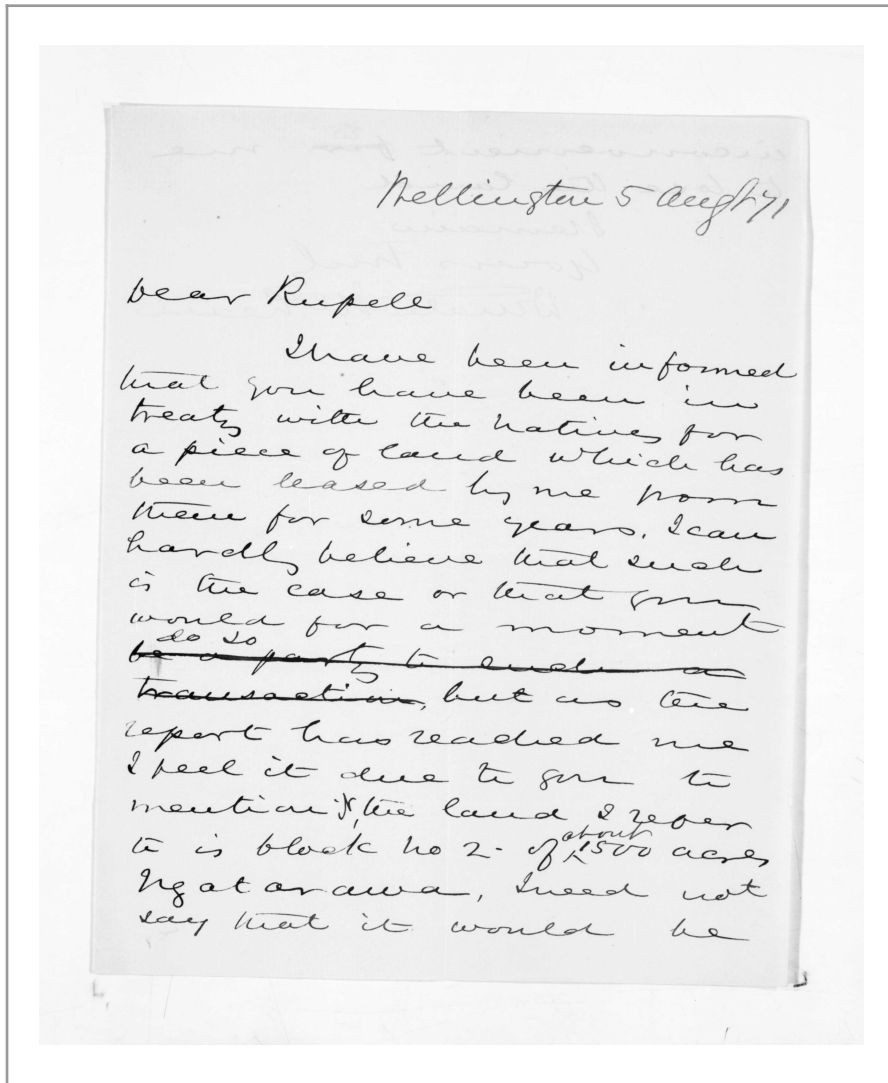 Wellington 5 Augt 71
Dear Russell
I have been informed
that you have been in
treaty with the natives for
a piece of land which has
been leased by me from
them for some years. I can
hardly believe that such
is the case or that you
would for a moment
do so
be a party to such a
transaction, but as the
report has reached me
I feel it due to you to
mention it, the land I refer
to is block no 2 - of about 1500 acres
Ngatarawa, I need not
say that it would be